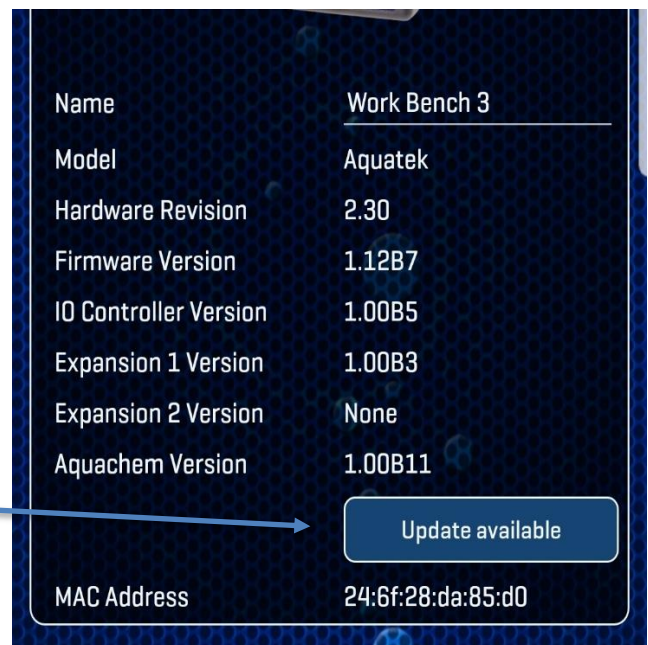 Name Work Bench 3
Model Aquatek
Hardware Revision 2.30
Firmware Version 1.12B7
IO Controller Version 1.00B5
Expansion 1 Version 1.00B3
Expansion 2 Version None
Aquachem Version 1.00B11
Update available
MAC Address 24:6f:28:da:85:d0